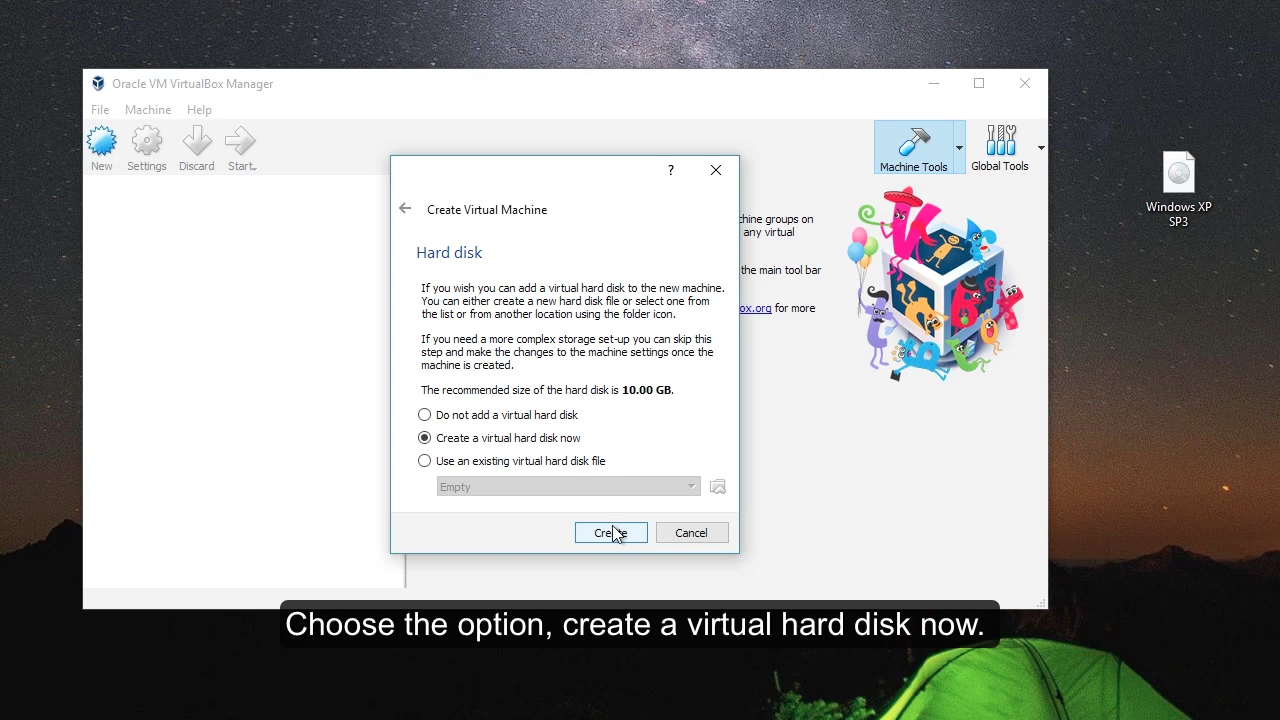 Oracle VM VirtualBox Manager
File Machine Help
New Settings Discard Start
Machine Tools Global Tools
? 
Create Virtual Machine
Hard disk
If you wish you can add a virtual hard disk to the new machine.
You can either create a new hard disk file or select one from
the list or from another location using the folder icon.
If you need a more complex storage set-up you can skip this
step and make the changes to the machine settings once the
machine is created.
The recommended size of the hard disk is 10.00 GB.
Do not add a virtual hard disk
Create a virtual hard disk now
Use an existing virtual hard disk file
Empty
Create Cancel
groups on
any virtual
the main tool bar
for more
Windows XP
SP3
Choose the option, create a virtual hard disk now.